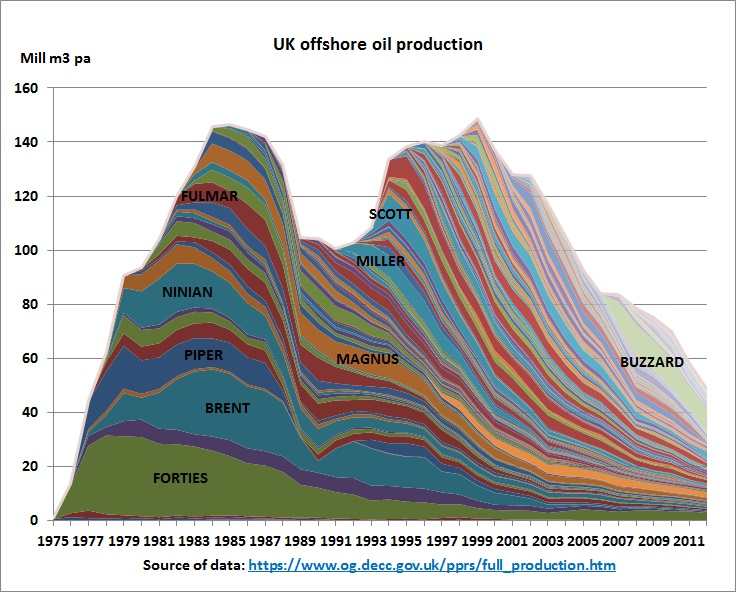 UK offshore oil production
Mill m3 pa
160
140
120
100
80
60
40
20
0
FULMAR
SCOTT
MILLER
NINIAN
PIPER
MAGNUS
BUZZARD
BRENT
FORTIES
1975 1977 1979 1981 1983 1985 1987 1989 1991 1993 1995 1997 1999 2001 2003 2005 2007 2009 2011
Source of data: https://www.og.decc.gov.uk/pprs/full_production.htm